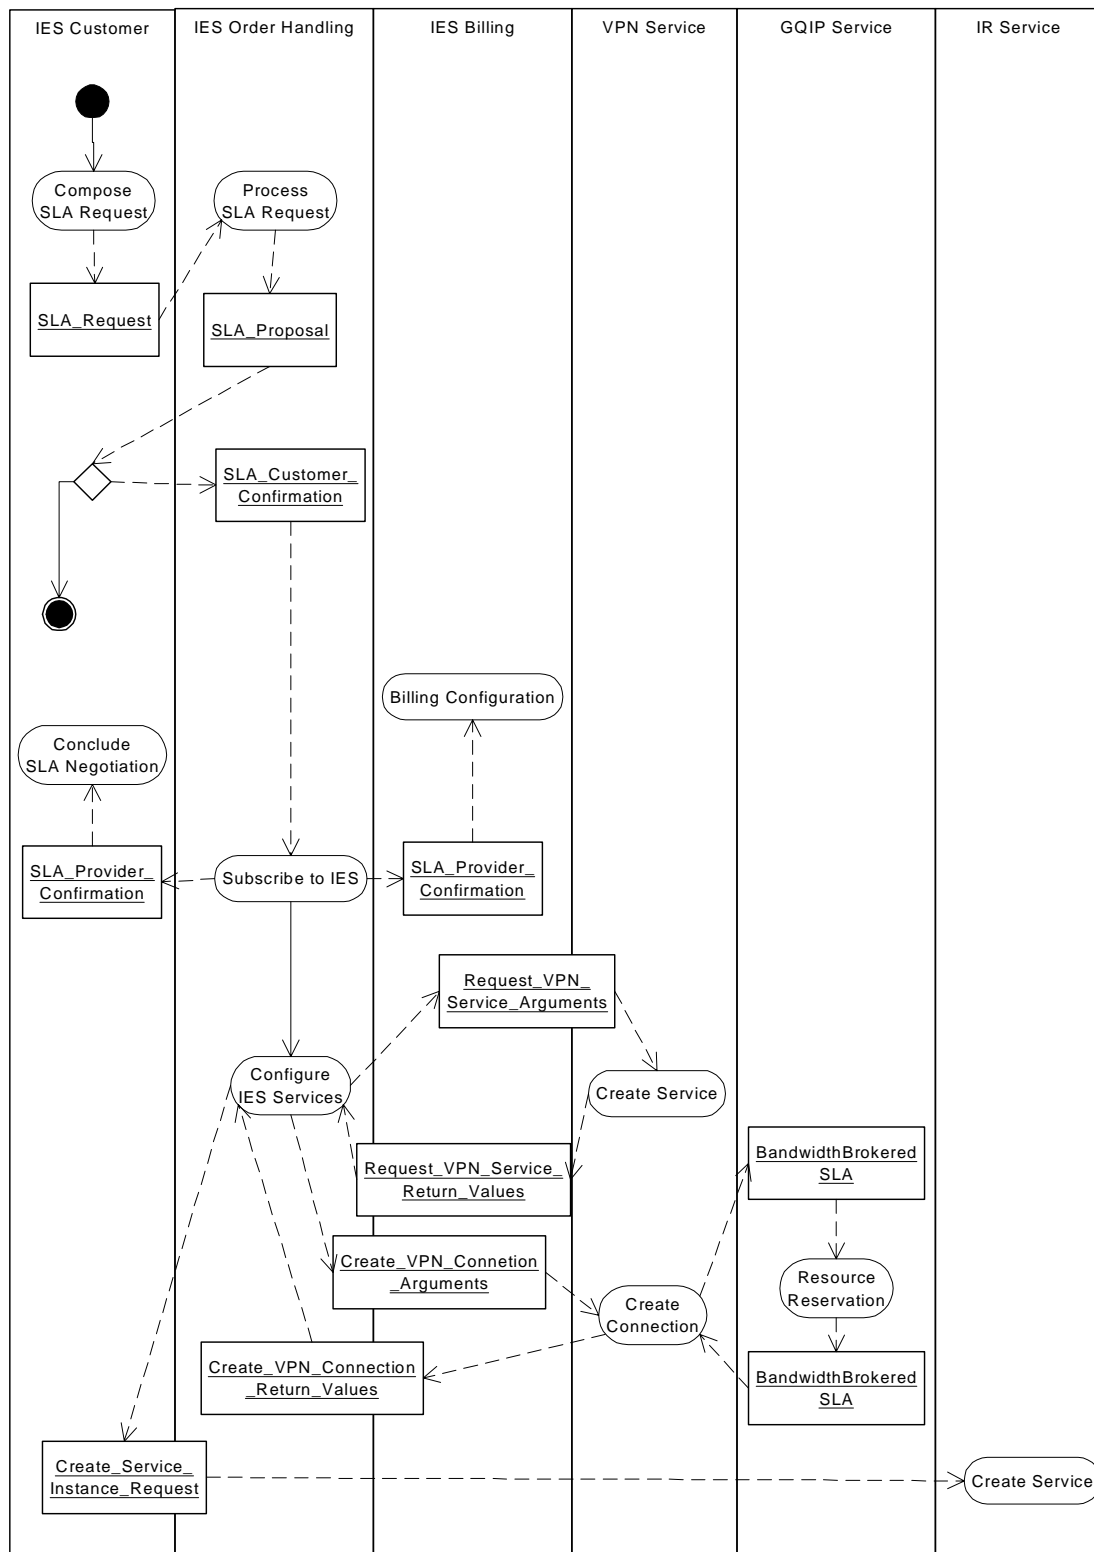 IES Customer
IES Order Handling
IES Billing
VPN Service
GQIP Service
IR Service
Compose
SLA Request
Process
SLA Request
SLA_Request
SLA_Proposal
SLA_Customer_
Confirmation
Billing Configuration
Conclude
SLA Negotiation
SLA_Provider_
Confirmation
Subscribe to IES
SLA_Provider_
Confirmation
Request_VPN_
Service_Arguments
Configure
IES Services
Create Service
Request_VPN_Service_
Return_Values
BandwidthBrokered
SLA
Create_VPN_Connetion
_Arguments
Resource
Reservation
Create
Connection
Create_VPN_Connection
_Return_Values
BandwidthBrokered
SLA
Create_Service_
Instance_Request
Create Service